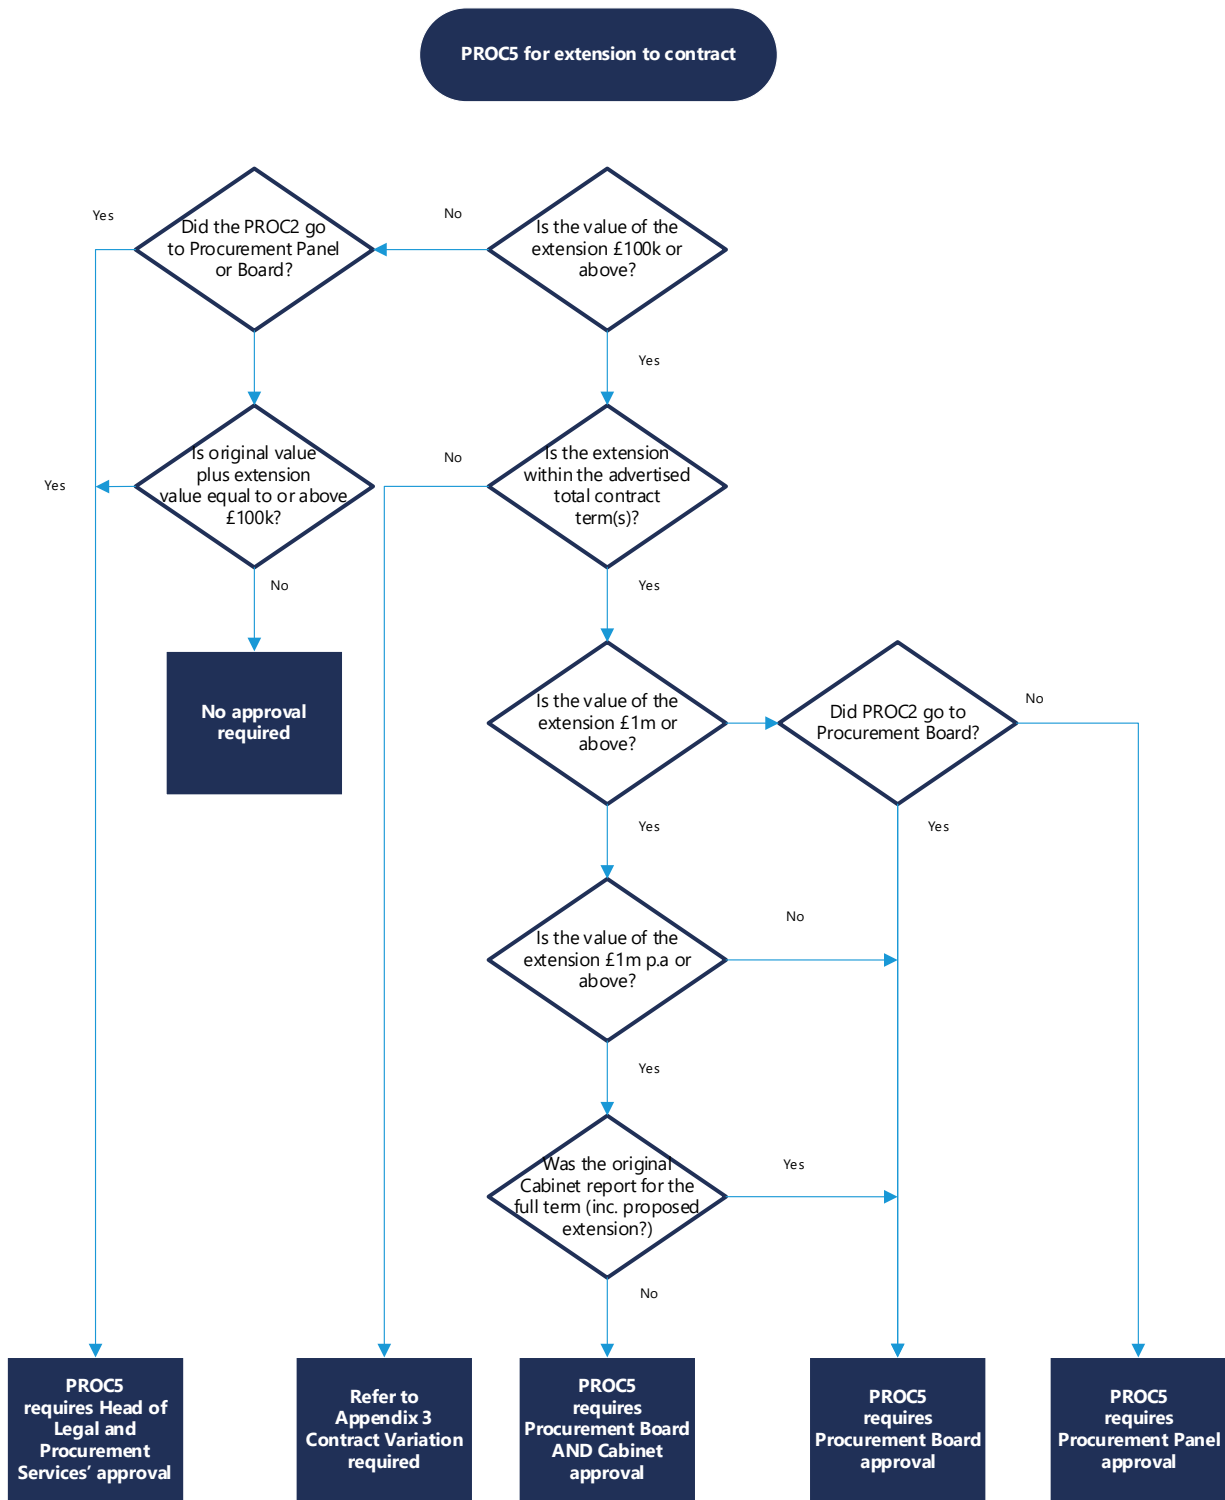 PROC5 for extension to contract
Yes
Did the PROC2 go
to Procurement Panel
or Board?
No
Is the value of the
extension £100k or
above?
Yes
Yes
Is original value
plus extension
value equal to or above
£100k?
No
Is the extension
within the advertised
total contract
term(s)?
No
Yes
No approval
required
Is the value of the
extension £1m or
above?
Did PROC2 go to
Procurement Board?
No
Yes
Yes
Is the value of the
extension £1m p.a or
above?
No
Yes
Was the original
Cabinet report for the
full term (inc. proposed
extension?)
Yes
No
PROC5
requires Head of
Legal and
Procurement
Services’ approval
Refer to
Appendix 3
Contract Variation
required
PROC5
requires
Procurement Board
AND Cabinet
approval
PROC5
requires
Procurement Board
approval
PROC5
requires
Procurement Panel
approval